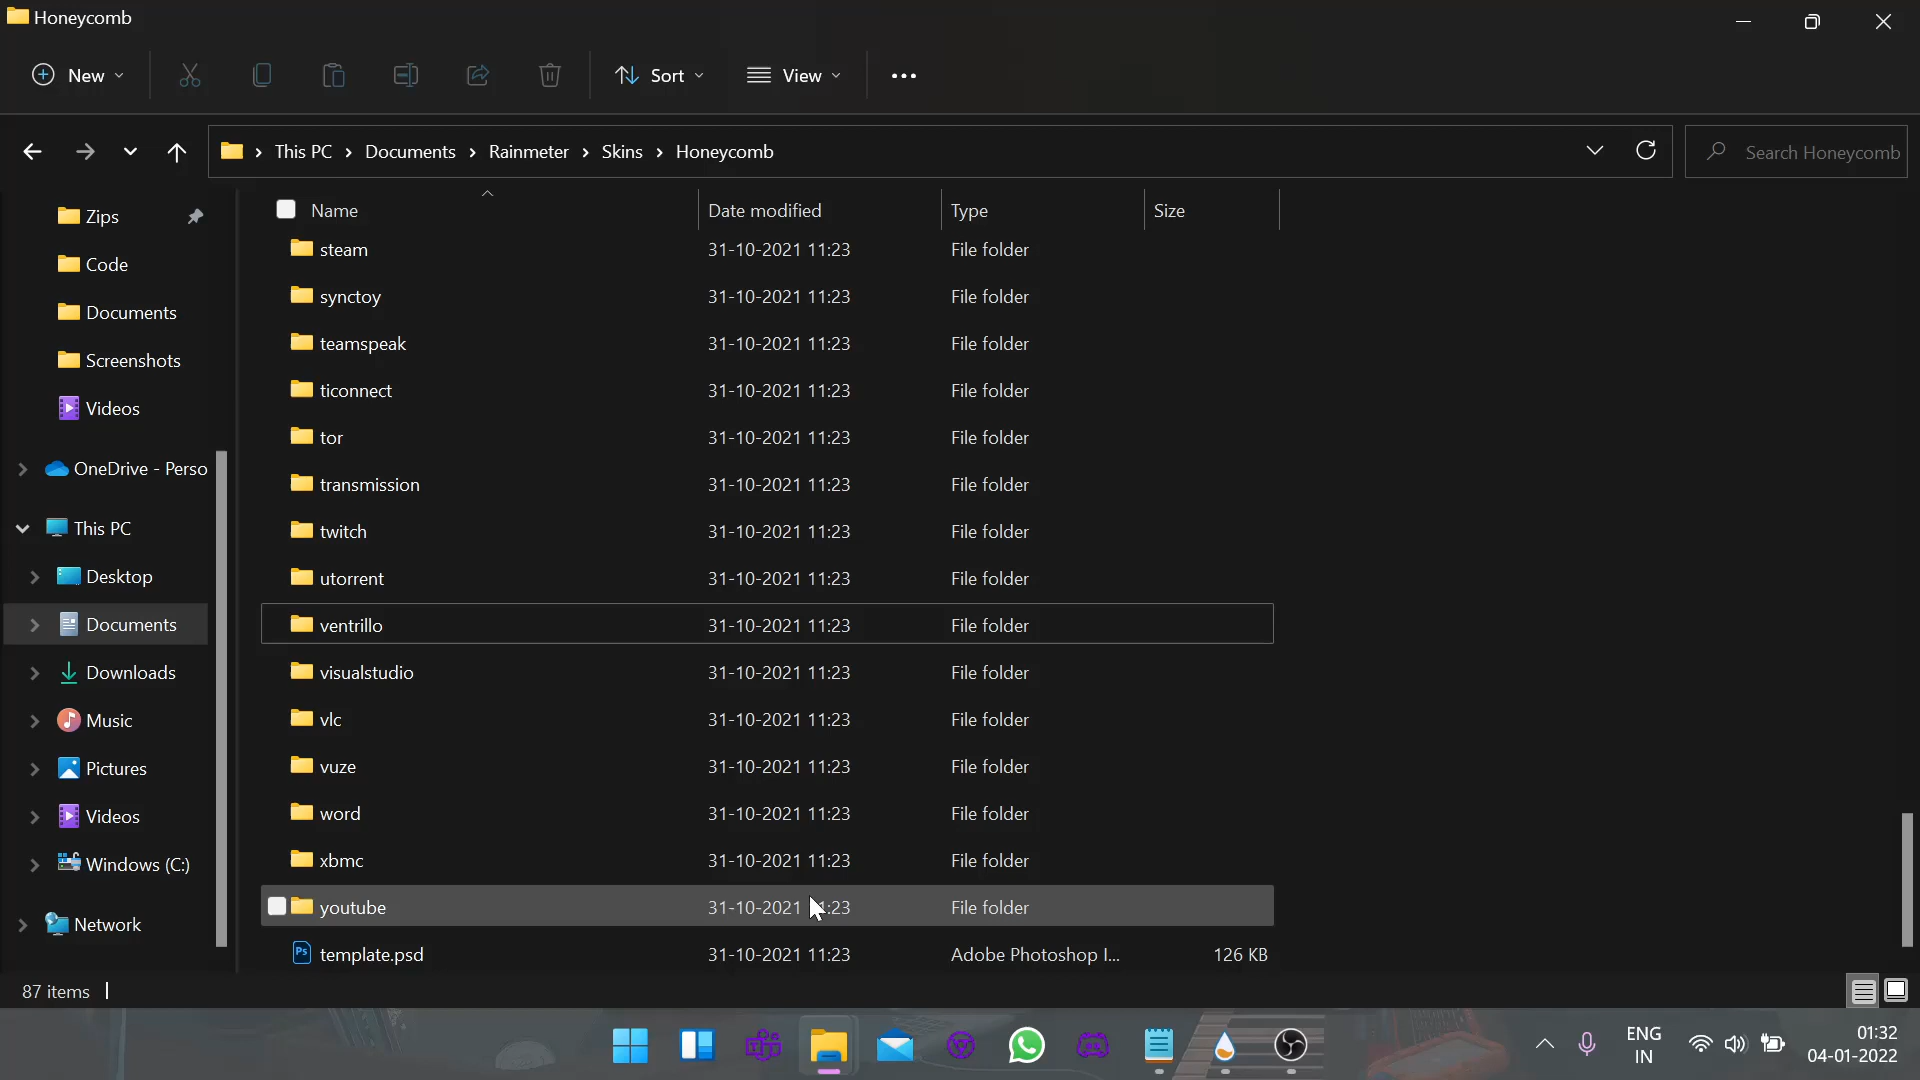 Honeycomb
New Sort View
This PC Documents Rainmeter Skins Honeycomb Search Honeycomb
Zips
Code
Documents
Screenshots
Videos
OneDrive - Perso
This PC
Desktop
Documents
Downloads
Music
Pictures
Videos
Windows (C:)
Network
Name Date modified Type Size
steam 31-10-2021 11:23 File folder
synctoy 31-10-2021 11:23 File folder
teamspeak 31-10-2021 11:23 File folder
ticonnect 31-10-2021 11:23 File folder
tor 31-10-2021 11:23 File folder
transmission 31-10-2021 11:23 File folder
twitch 31-10-2021 11:23 File folder
utorrent 31-10-2021 11:23 File folder
ventrillo 31-10-2021 11:23 File folder
visualstudio 31-10-2021 11:23 File folder
vlc 31-10-2021 11:23 File folder
vuze 31-10-2021 11:23 File folder
word 31-10-2021 11:23 File folder
xbmc 31-10-2021 11:23 File folder
youtube 31-10-2021 11:23 File folder
Ps template.psd 31-10-2021 11:23 Adobe Photoshop I... 126 KB
87 items
ENG
IN
01:32
04-01-2022